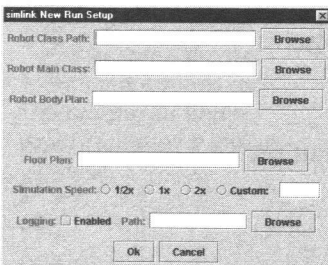 simlink New Run Setup
Robot Class Path: Browse
Robot Main Class: Browse
Robot Body Plan: Browse
Floor Plan: Browse
Simulation Speed: 1/2x 1x 2x Custom:
Logging: Enabled Path: Browse
Ok Cancel